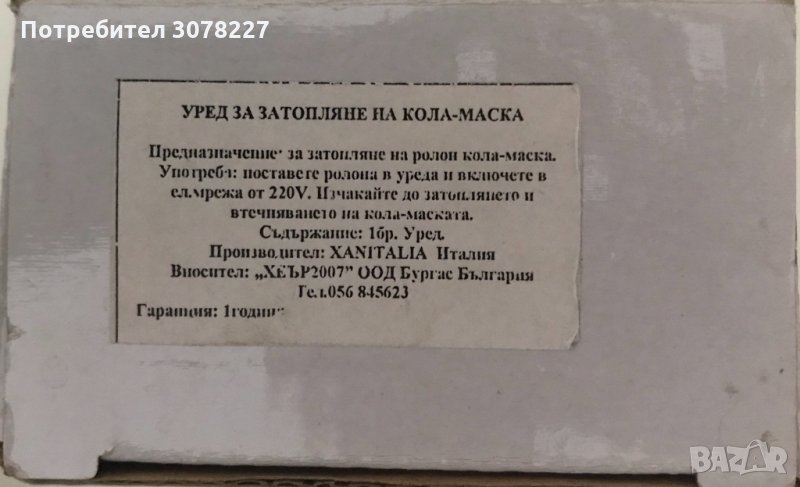 Потребител 3078227
УРЕД ЗА ЗАТОПЛЯНЕ НА КОЛА-МАСКА
Предназначение: за затопляне на ролон кола-маска.
Употреба: поставете ролона в уреда и включете в
ел.мрежа от 220V. Изчакайте до затоплянето и
втечняването на кола-маската.
Съдържание: 1бр. Уред.
Производител: XANITALIA Италия
Вносител: „ХЕЪР2007” ООД Бургас България
Тел.056 845623
Гаранция: 1година
BAZAR